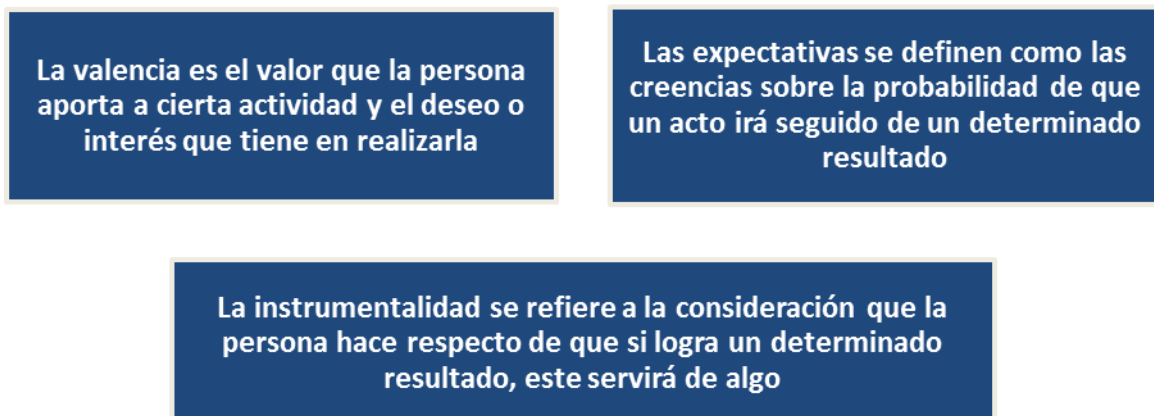 La valencia es el valor que la persona
aporta a cierta actividad y el deseo o
interés que tiene en realizarla
Las expectativas se definen como las
creencias sobre la probabilidad de que
un acto irá seguido de un determinado
resultado
La instrumentalidad se refiere a la consideración que la
persona hace respecto de que si logra un determinado
resultado, este servirá de algo